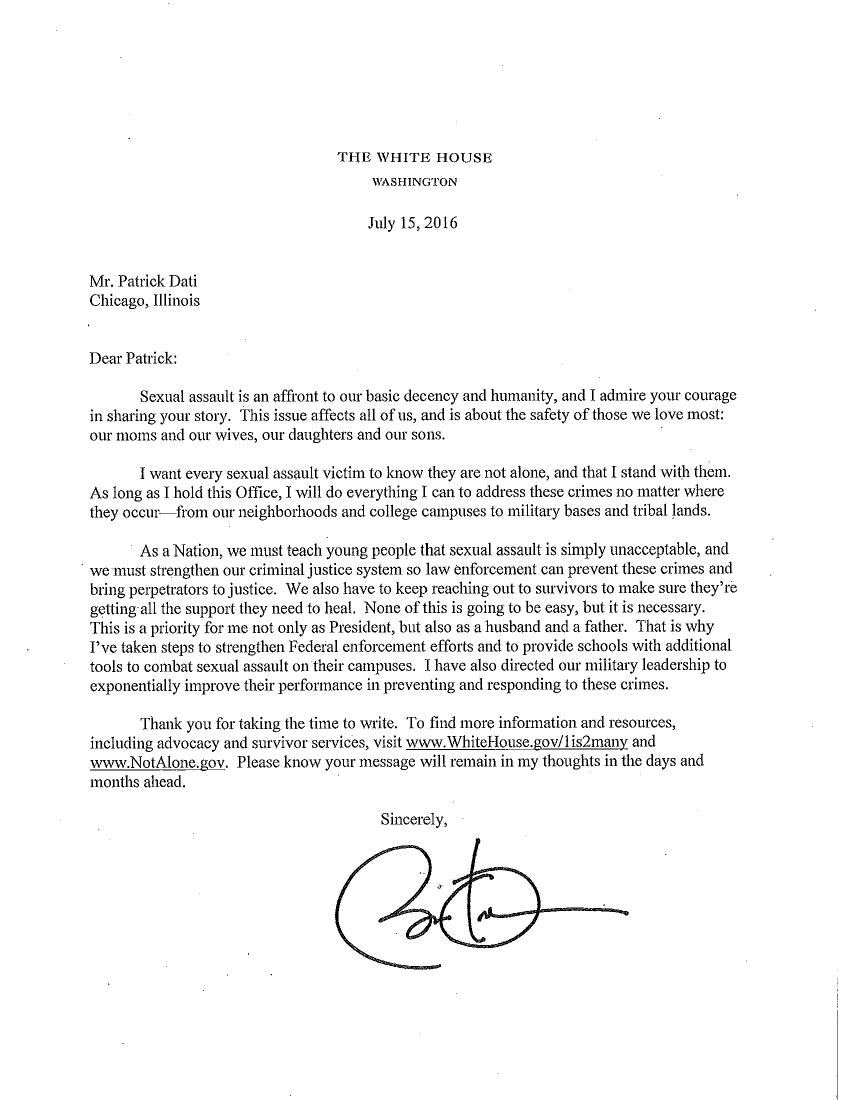 THE WHITE HOUSE
WASHINGTON
July 15, 2016
Mr. Patrick Dati
Chicago, Illinois
Dear Patrick:
Sexual assault is an affront to our basic decency and humanity, and I admire your courage
in sharing your story. This issue affects all of us, and is about the safety of those we love most:
our moms and our wives, our daughters and our sons.
I want every sexual assault victim to know they are not alone, and that I stand with them.
As long as I hold this Office, I will do everything I can to address these crimes no matter where
they occur—from our neighborhoods and college campuses to military bases and tribal lands.
As a Nation, we must teach young people that sexual assault is simply unacceptable, and
we must strengthen our criminal justice system so law enforcement can prevent these crimes and
bring perpetrators to justice. We also have to keep reaching out to survivors to make sure they're
getting all the support they need to heal. None of this is going to be easy, but it is necessary.
This is a priority for me not only as President, but also as a husband and a father. That is why
I've taken steps to strengthen Federal enforcement efforts and to provide schools with additional
tools to combat sexual assault on their campuses. I have also directed our military leadership to
exponentially improve their performance in preventing and responding to these crimes.
Thank you for taking the time to write. To find more information and resources,
including advocacy and survivor services, visit www.WhiteHouse.gov/1is2many and
www.NotAlone.gov. Please know your message will remain in my thoughts in the days and
months ahead.
Sincerely,